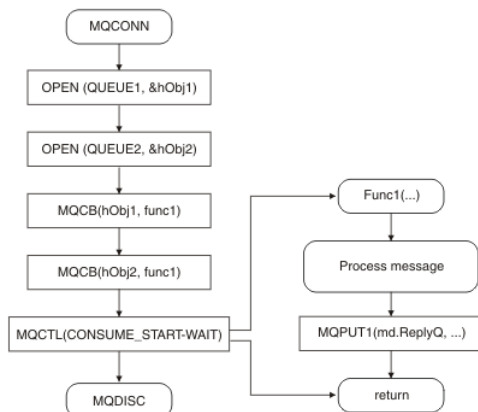 MQCONN
OPEN (QUEUE1, &hObj1)
OPEN (QUEUE2, &hObj2)
MQCB(hObj1, func1)
MQCB(hObj2, func1)
MQCTL(CONSUME_START-WAIT)
MQDISC
Func1(...)
Process message
MQPUT1(md.ReplyQ, ...)
return